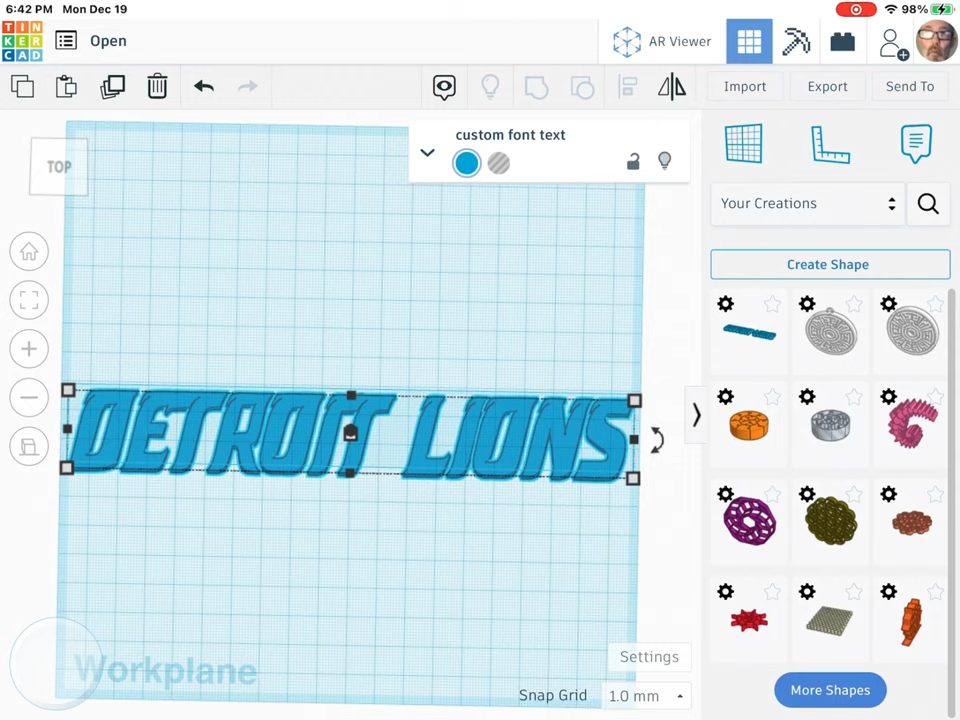 6:42 PM Mon Dec 19
98%
TIN
KER
CAD
Open
AR Viewer
Import
Export
Send To
custom font text
TOP
Your Creations
Create Shape
DETROIT LIONS
Workplane
Settings
Snap Grid 1.0 mm
More Shapes